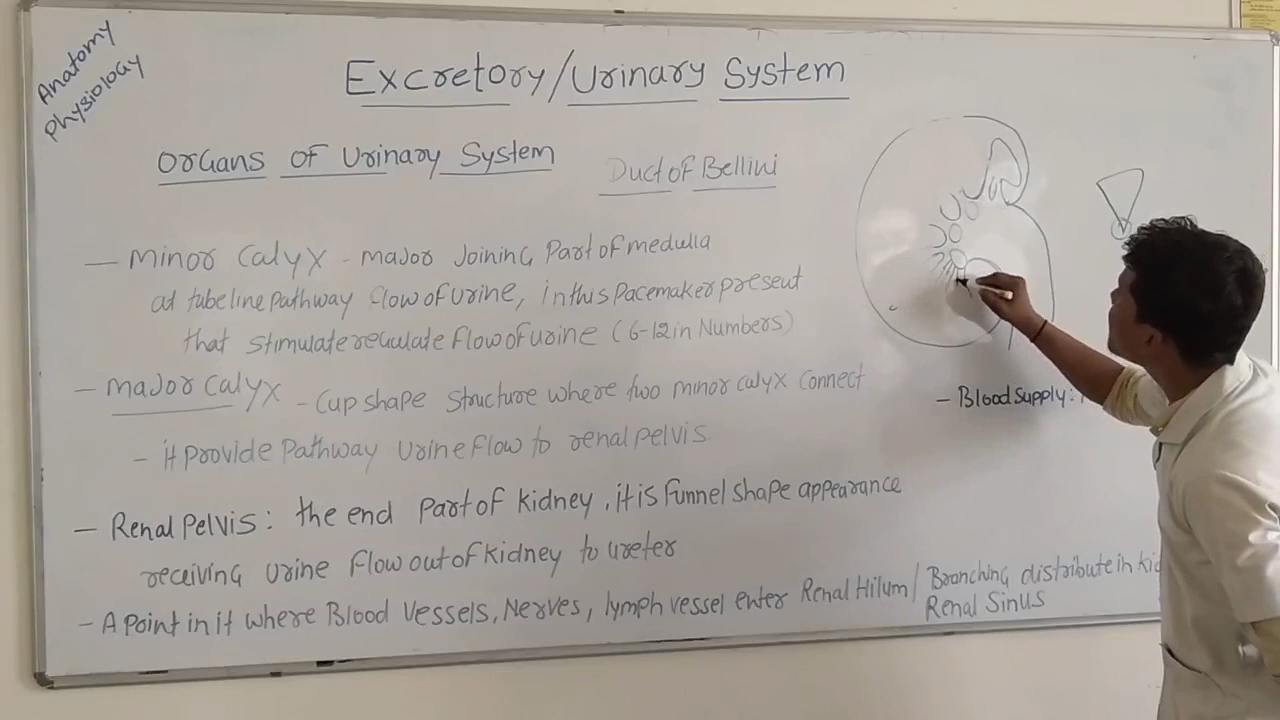 Anatomy
Physiology
Excretory/Urinary System
Organs of Urinary System
Duct of Bellini
— Minor Calyx - major Joining Part of medulla
at tubeline Pathway flow of urine, in this Pacemaker present
that stimulate regulate flow of urine (6-12 in Numbers)
— Major Calyx - Cup shape structure where two minor calyx connect
- it Provide Pathway urine flow to renal pelvis.
— Renal Pelvis: the end part of kidney, it is funnel shape appearance
receiving urine flow out of kidney to ureter
— A Point in it where Blood vessels, Nerves, lymph vessel enter Renal Hilum/
Branching distribute in
Renal Sinus
- Blood Supply: